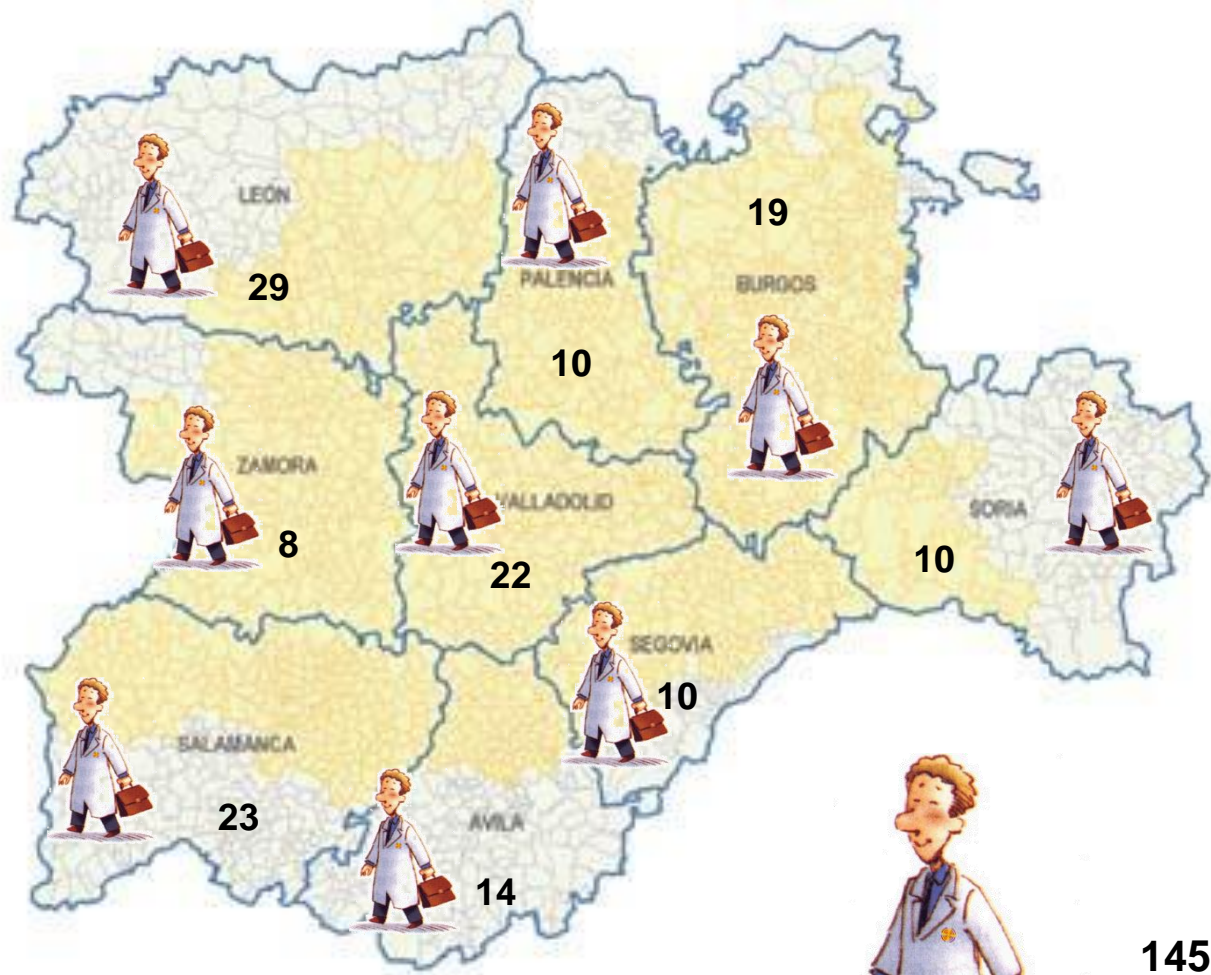 LEÓN
29
PALENCIA
10
19
BURGOS
ZAMORA
8
VALLADOLID
22
SORIA
10
SEGOVIA
10
SALAMANCA
23
AVILA
14
145